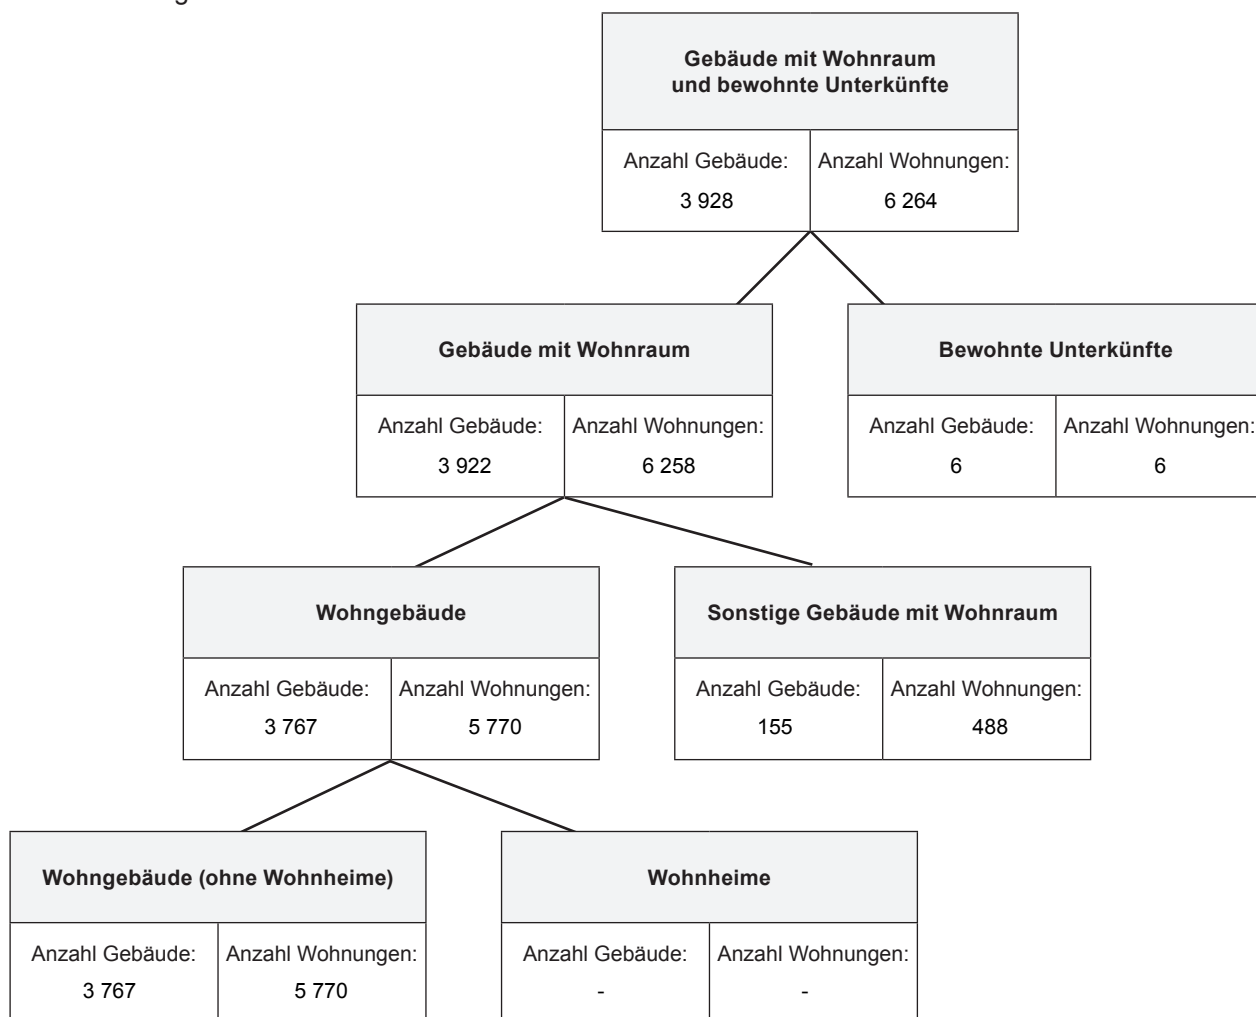 Gebäude mit Wohnraum
und bewohnte Unterkünfte
Anzahl Gebäude: Anzahl Wohnungen:
3 928 6 264
Gebäude mit Wohnraum Bewohnte Unterkünfte
Anzahl Gebäude: Anzahl Wohnungen: Anzahl Gebäude: Anzahl Wohnungen:
3 922 6 258 6 6
Wohngebäude Sonstige Gebäude mit Wohnraum
Anzahl Gebäude: Anzahl Wohnungen: Anzahl Gebäude: Anzahl Wohnungen:
3 767 5 770 155 488
Wohngebäude (ohne Wohnheime) Wohnheime
Anzahl Gebäude: Anzahl Wohnungen: Anzahl Gebäude: Anzahl Wohnungen:
3 767 5 770 - -